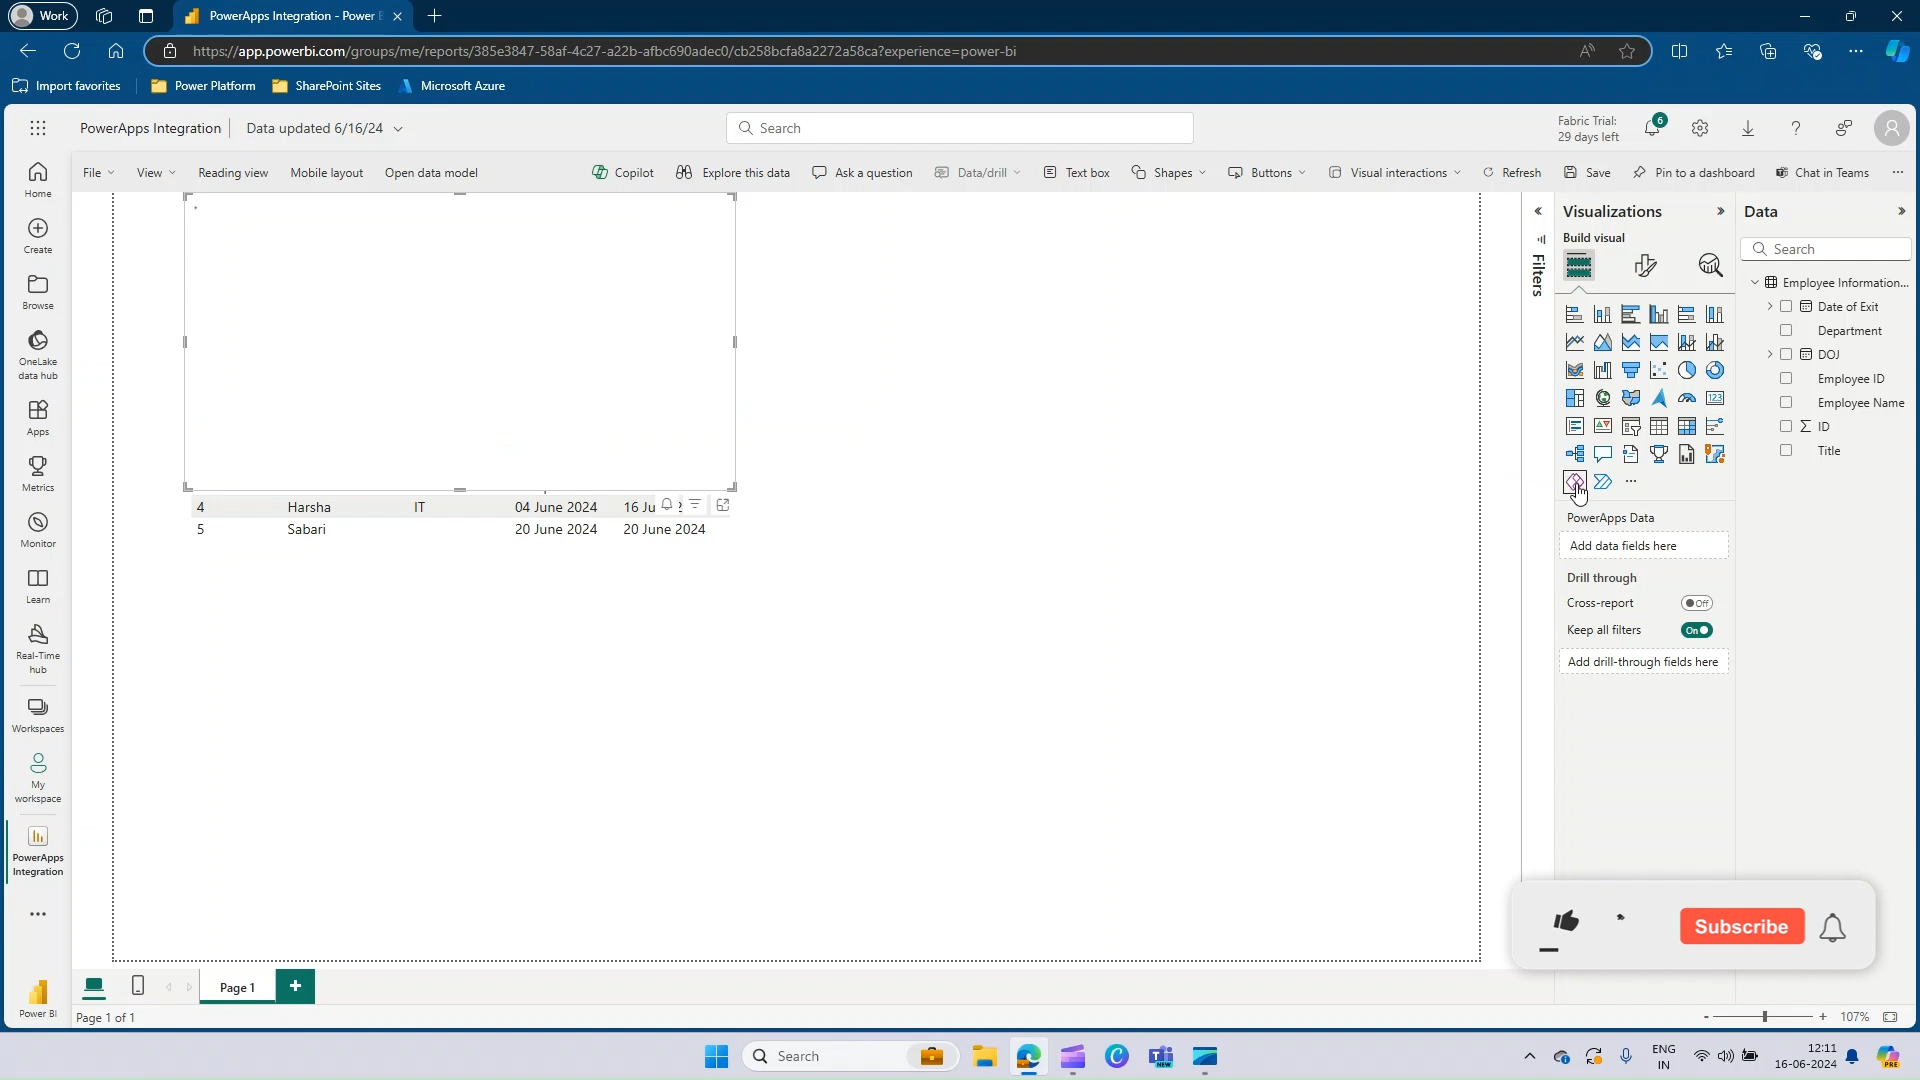 Work
PowerApps Integration - Power B
https://app.powerbi.com/groups/me/reports/385e3847-58af-4c27-a22b-afbc690adec0/cb258bcfa8a2272a58ca?experience=power-bi
Import favorites
Power Platform
SharePoint Sites
Microsoft Azure
PowerApps Integration
Data updated 6/16/24
Search
Fabric Trial:
29 days left
6
File
View
Reading view
Mobile layout
Open data model
Copilot
Explore this data
Ask a question
Data/drill
Text box
Shapes
Buttons
Visual interactions
Refresh
Save
Pin to a dashboard
Chat in Teams
Home
Create
Browse
OneLake
data hub
Apps
Metrics
Monitor
Learn
Real-Time
hub
Workspaces
My
workspace
PowerApps
Integration
Power BI
4 Harsha IT 04 June 2024 16 Ju
5 Sabari 20 June 2024 20 June 2024
Filters
Visualizations
Build visual
123
PowerApps Data
Add data fields here
Drill through
Cross-report
Off
Keep all filters
On
Add drill-through fields here
Data
Search
Employee Information...
Date of Exit
Department
DOJ
Employee ID
Employee Name
ID
Title
Subscribe
Page 1
Page 1 of 1
107%
Search
NEW
ENG
IN
12:11
16-06-2024
PRE